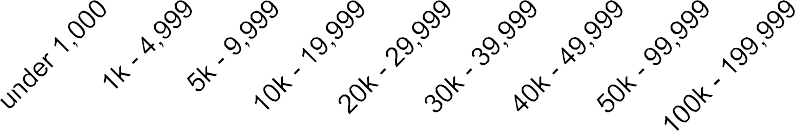 under 1,000
1k - 4,999
5k - 9,999
10k - 19,999
20k - 29,999
30k - 39,999
40k - 49,999
50k - 99,999
100k - 199,999